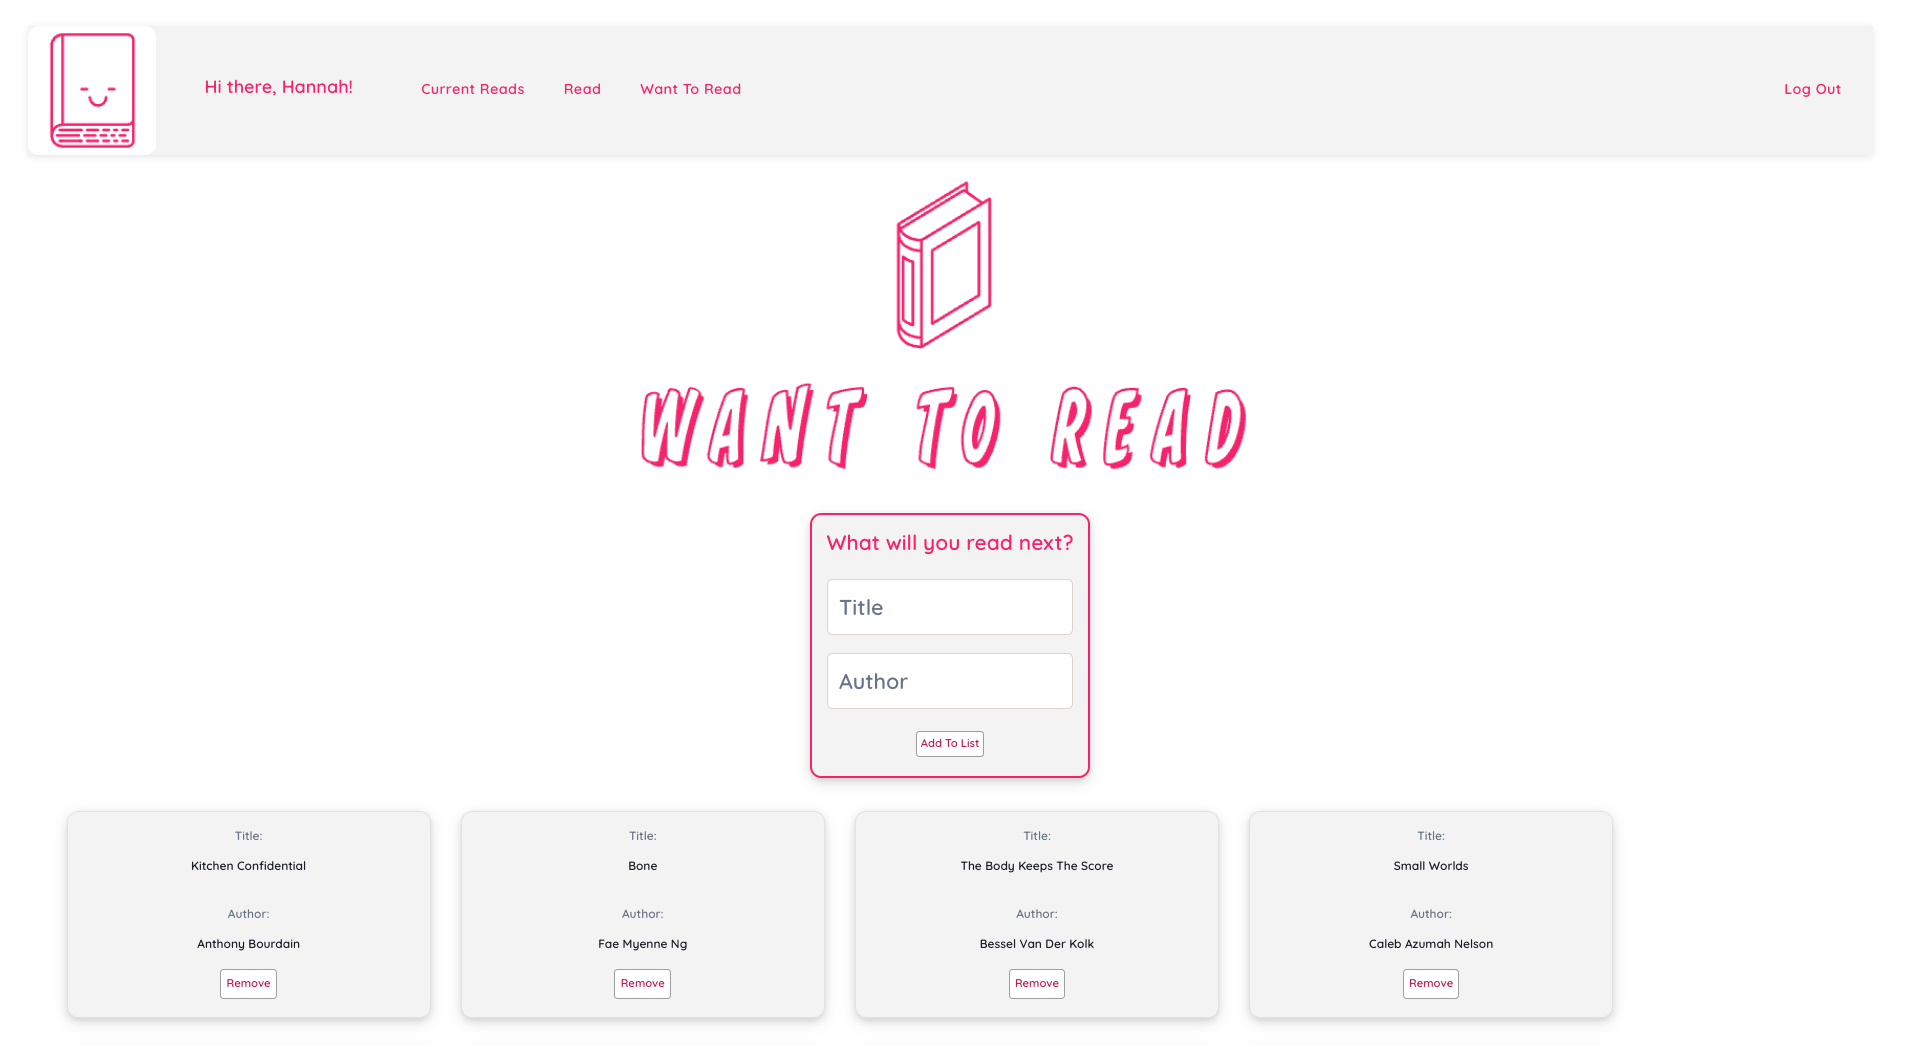 Hi there, Hannah!
Current Reads
Read
Want To Read
Log Out
WANT TO READ
What will you read next?
Title
Author
Add To List
Title:
Kitchen Confidential
Author:
Anthony Bourdain
Remove
Title:
Bone
Author:
Fae Myenne Ng
Remove
Title:
The Body Keeps The Score
Author:
Bessel Van Der Kolk
Remove
Title:
Small Worlds
Author:
Caleb Azumah Nelson
Remove